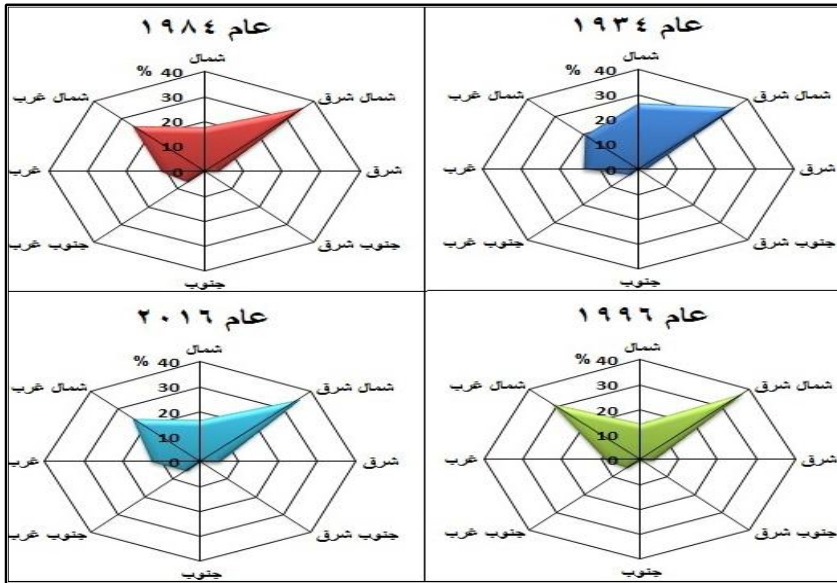 عام ١٩٣٤
شمال
% 40
30
20
10
0
شمال شرق
شرق
جنوب شرق
جنوب
جنوب غرب
غرب
شمال غرب
عام ١٩٨٤
شمال
% 40
30
20
10
0
شمال شرق
شرق
جنوب شرق
جنوب
جنوب غرب
غرب
شمال غرب
عام ١٩٩٦
شمال
% 40
30
20
10
0
شمال شرق
شرق
جنوب شرق
جنوب
جنوب غرب
غرب
شمال غرب
عام ٢٠١٦
شمال
% 40
30
20
10
0
شمال شرق
شرق
جنوب شرق
جنوب
جنوب غرب
غرب
شمال غرب